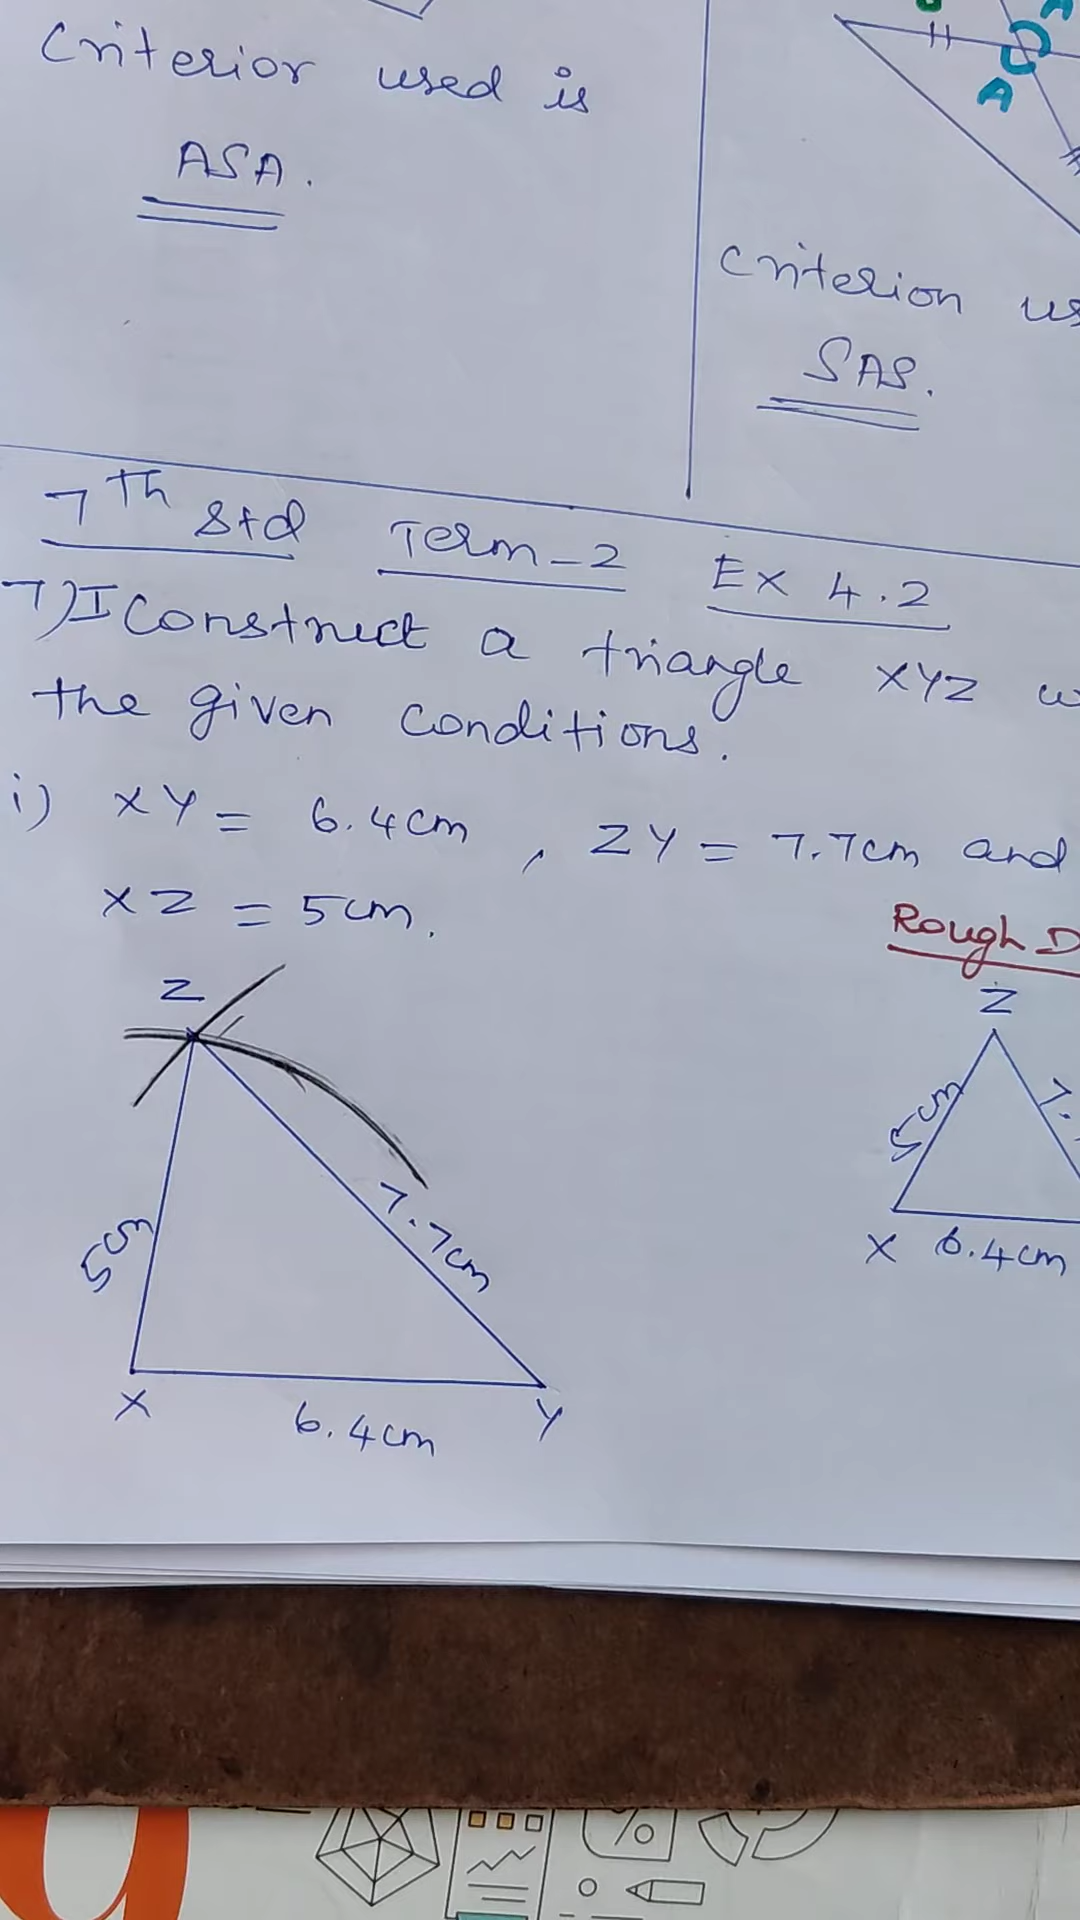 Criterior used is
ASA.
A
A
Criterion
SAS.
7th Std Term-2 Ex 4.2
7)I Construct a triangle XYZ
the given conditions.
i) XY = 6.4cm, ZY = 7.7cm and
XZ = 5cm.
Rough D
Z
5cm
7.7cm
X
6.4cm
Y
Z
5cm
7.
X 6.4cm
%